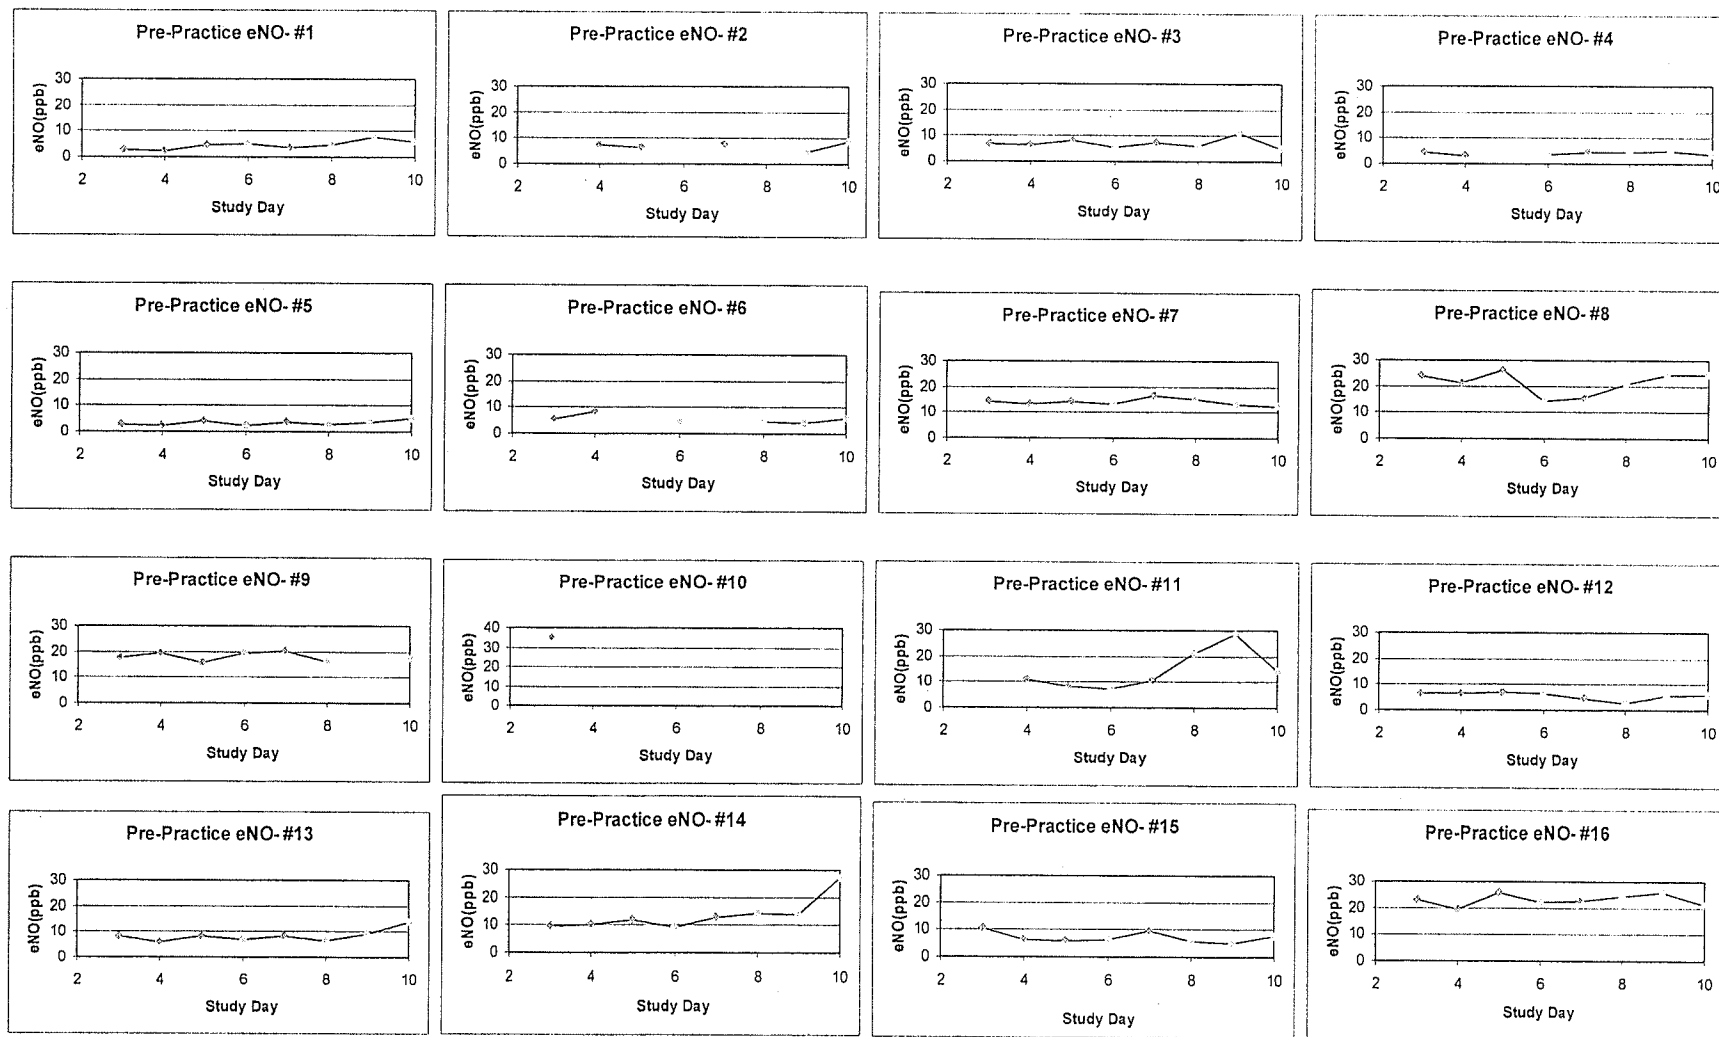 Pre-Practice eNO- #1
eNO(ppb)
30
20
10
0
2 4 6 8 10
Study Day
Pre-Practice eNO- #2
eNO(ppb)
30
20
10
0
2 4 6 8 10
Study Day
Pre-Practice eNO- #3
eNO(ppb)
30
20
10
0
2 4 6 8 10
Study Day
Pre-Practice eNO- #4
eNO(ppb)
30
20
10
0
2 4 6 8 10
Study Day
Pre-Practice eNO- #5
eNO(ppb)
30
20
10
0
2 4 6 8 10
Study Day
Pre-Practice eNO- #6
eNO(ppb)
30
20
10
0
2 4 6 8 10
Study Day
Pre-Practice eNO- #7
eNO(ppb)
30
20
10
0
2 4 6 8 10
Study Day
Pre-Practice eNO- #8
eNO(ppb)
30
20
10
0
2 4 6 8 10
Study Day
Pre-Practice eNO- #9
eNO(ppb)
30
20
10
0
2 4 6 8 10
Study Day
Pre-Practice eNO- #10
eNO(ppb)
40
30
20
10
0
2 4 6 8 10
Study Day
Pre-Practice eNO- #11
eNO(ppb)
30
20
10
0
2 4 6 8 10
Study Day
Pre-Practice eNO- #12
eNO(ppb)
30
20
10
0
2 4 6 8 10
Study Day
Pre-Practice eNO- #13
eNO(ppb)
30
20
10
0
2 4 6 8 10
Study Day
Pre-Practice eNO- #14
eNO(ppb)
30
20
10
0
2 4 6 8 10
Study Day
Pre-Practice eNO- #15
eNO(ppb)
30
20
10
0
2 4 6 8 10
Study Day
Pre-Practice eNO- #16
eNO(ppb)
30
20
10
0
2 4 6 8 10
Study Day